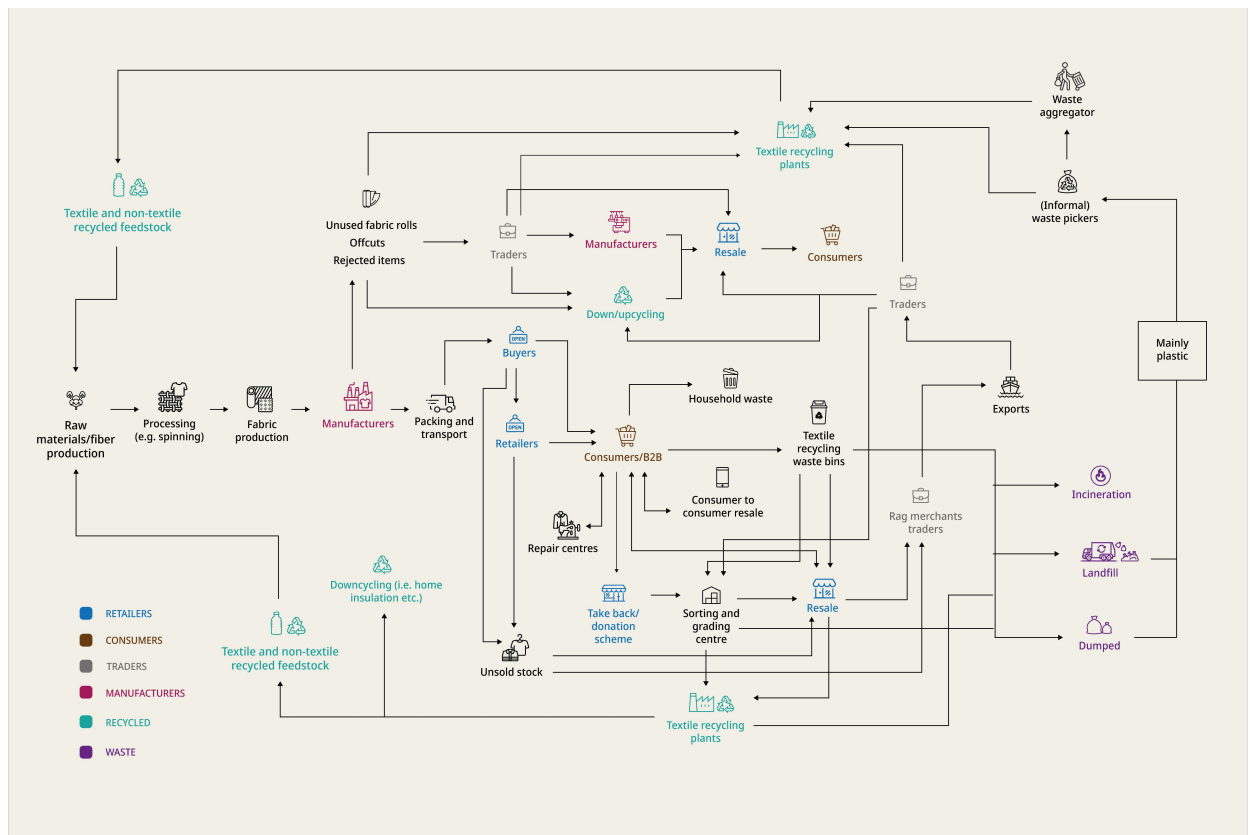 Waste
aggregator
Textile recycling
plants
(Informal)
waste pickers
Textile and non-textile
recycled feedstock
Unused fabric rolls
Offcuts
Rejected items
Traders
Manufacturers
Resale
Consumers
Down/upcycling
Traders
Mainly
plastic
OPEN
Buyers
Household waste
Exports
Raw
materials/fiber
production
Processing
(e.g. spinning)
Fabric
production
Manufacturers
Packing and
transport
OPEN
Retailers
Consumers/B2B
Textile
recycling
waste bins
Consumer to
consumer resale
Incineration
Rag merchants
traders
Repair centres
Landfill
Downcycling (i.e. home
insulation etc.)
Take back/
donation
scheme
Sorting and
grading
centre
Resale
Dumped
Textile and non-textile
recycled feedstock
Unsold stock
Textile recycling
plants
RETAILERS
CONSUMERS
TRADERS
MANUFACTURERS
RECYCLED
WASTE